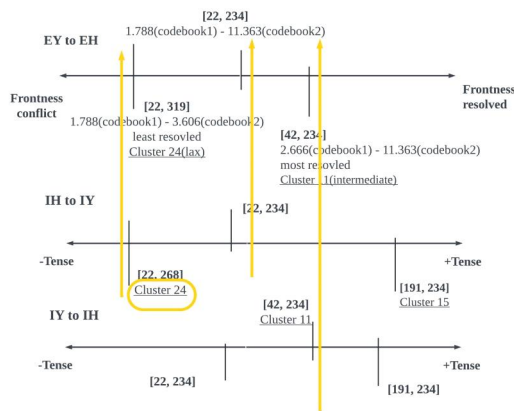 [22, 234]
EY to EH
1.788(codebook1) - 11.363(codebook2)
Frontness
conflict
Frontness
resolved
[22, 319]
1.788(codebook1) - 3.606(codebook2)
least resovled
Cluster 24(lax)
[42, 234]
2.666(codebook1) - 11.363(codebook2)
most resovled
Cluster 11(intermediate)
IH to IY
[22, 234]
-Tense
+Tense
[22, 268]
Cluster 24
[191, 234]
Cluster 15
IY to IH
[42, 234]
Cluster 11
-Tense
+Tense
[22, 234]
[191, 234]